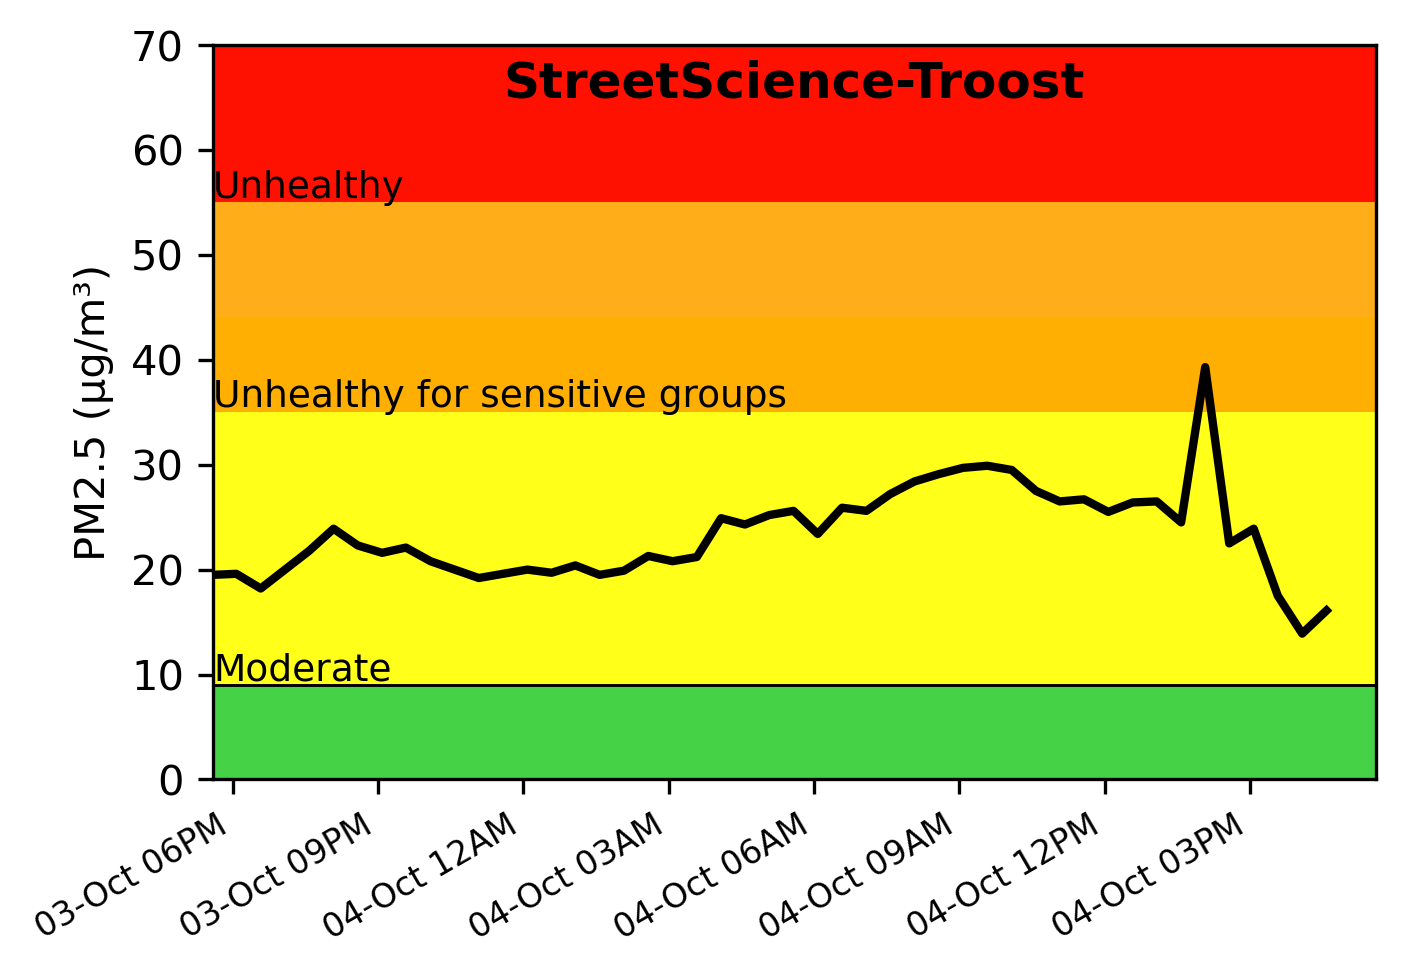 StreetScience-Troost
70
60
50
40
30
20
10
0
PM2.5 (µg/m³)
Unhealthy
Unhealthy for sensitive groups
Moderate
03-Oct 06PM
03-Oct 09PM
04-Oct 12AM
04-Oct 03AM
04-Oct 06AM
04-Oct 09AM
04-Oct 12PM
04-Oct 03PM